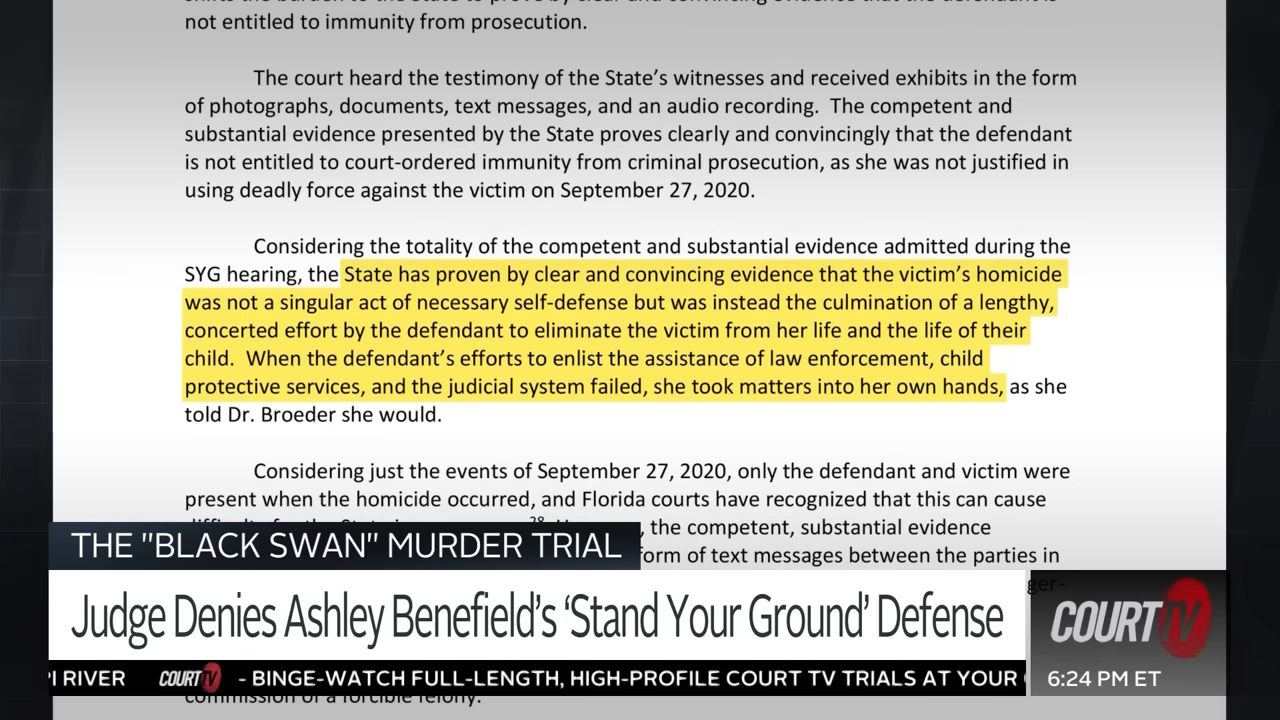 not entitled to immunity from prosecution.
The court heard the testimony of the State's witnesses and received exhibits in the form
of photographs, documents, text messages, and an audio recording. The competent and
substantial evidence presented by the State proves clearly and convincingly that the defendant
is not entitled to court-ordered immunity from criminal prosecution, as she was not justified in
using deadly force against the victim on September 27, 2020.
Considering the totality of the competent and substantial evidence admitted during the
SYG hearing, the State has proven by clear and convincing evidence that the victim's homicide
was not a singular act of necessary self-defense but was instead the culmination of a lengthy,
concerted effort by the defendant to eliminate the victim from her life and the life of their
child. When the defendant's efforts to enlist the assistance of law enforcement, child
protective services, and the judicial system failed, she took matters into her own hands, as she
told Dr. Broeder she would.
Considering just the events of September 27, 2020, only the defendant and victim were
present when the homicide occurred, and Florida courts have recognized that this can cause
, the competent, substantial evidence
form of text messages between the parties in
THE "BLACK SWAN" MURDER TRIAL
Judge Denies Ashley Benefield's 'Stand Your Ground' Defense
COURT TV
RIVER COURT TV - BINGE-WATCH FULL-LENGTH, HIGH-PROFILE COURT TV TRIALS AT YOUR
6:24 PM ET
commission of a forcible felony.